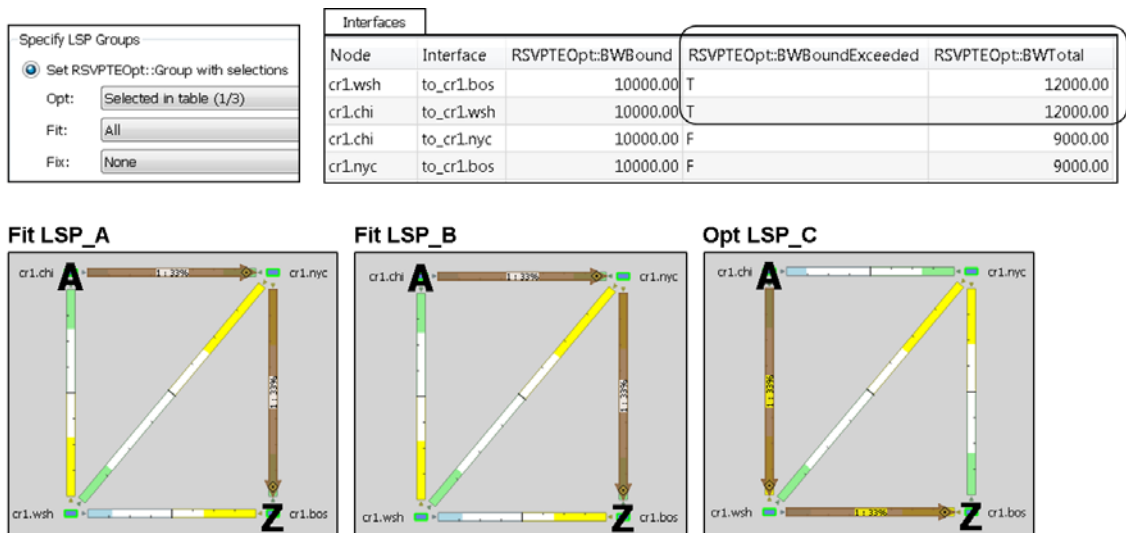 Specify LSP Groups
Set RSVPTEOpt::Group with selections
Opt: Selected in table (1/3)
Fit: All
Fix: None
Interfaces
Node Interface RSVPTEOpt::BWBound RSVPTEOpt::BWBoundExceeded RSVPTEOpt::BWTotal
cr1.wsh to_cr1.bos 10000.00 T 12000.00
cr1.chi to_cr1.wsh 10000.00 T 12000.00
cr1.chi to_cr1.nyc 10000.00 F 9000.00
cr1.nyc to_cr1.bos 10000.00 F 9000.00
Fit LSP_A
cr1.chi A 1 : 33% cr1.nyc
1 : 33%
cr1.wsh Z cr1.bos
Fit LSP_B
cr1.chi A 1 : 33% cr1.nyc
1 : 33%
cr1.wsh Z cr1.bos
Opt LSP_C
cr1.chi A cr1.nyc
1 : 33%
cr1.wsh 1 : 33% Z cr1.bos